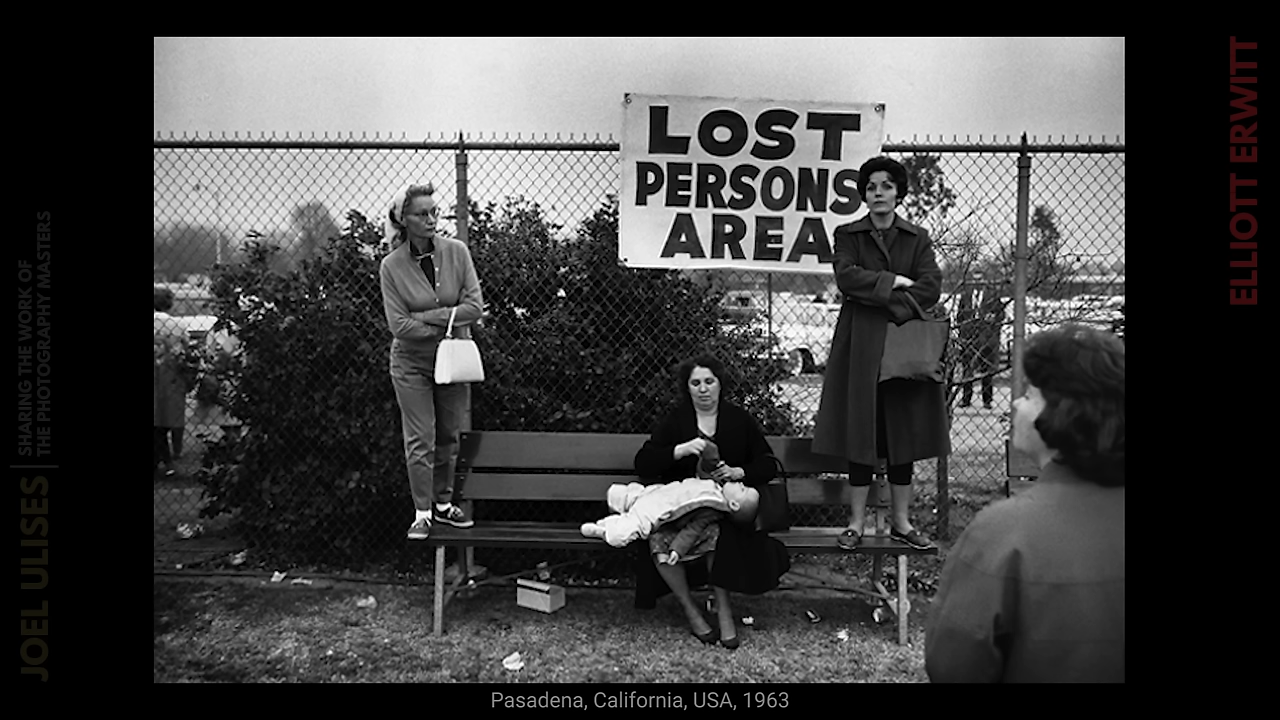 LOST
PERSONS
AREA
ELLIOTT ERWITT
JOEL ULISES
SHARING THE WORK OF
THE PHOTOGRAPHY MASTERS
Pasadena, California, USA, 1963